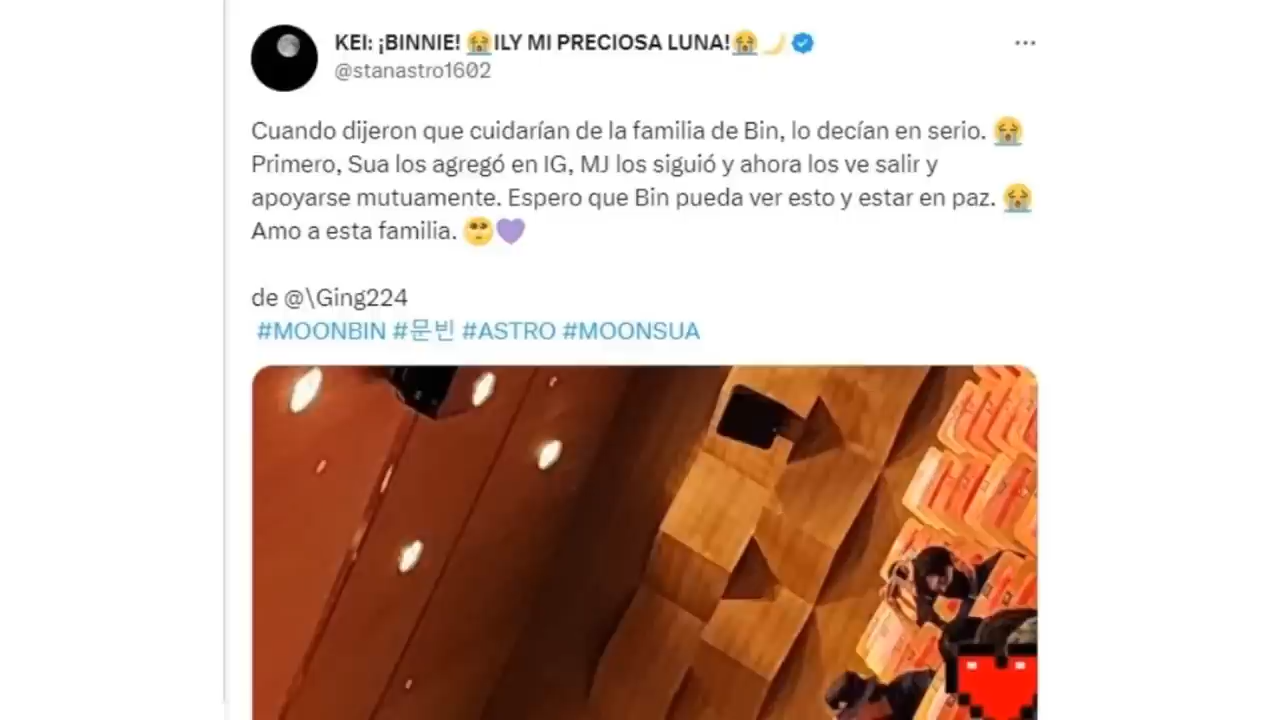 KEI: ¡BINNIE! 😭ILY MI PRECIOSA LUNA!😭🌙
@stanastro1602
Cuando dijeron que cuidarían de la familia de Bin, lo decían en serio. 😭
Primero, Sua los agregó en IG, MJ los siguió y ahora los ve salir y
apoyarse mutuamente. Espero que Bin pueda ver esto y estar en paz. 😭
Amo a esta familia. 🥺💜
de @\Ging224
#MOONBIN #문빈 #ASTRO #MOONSUA